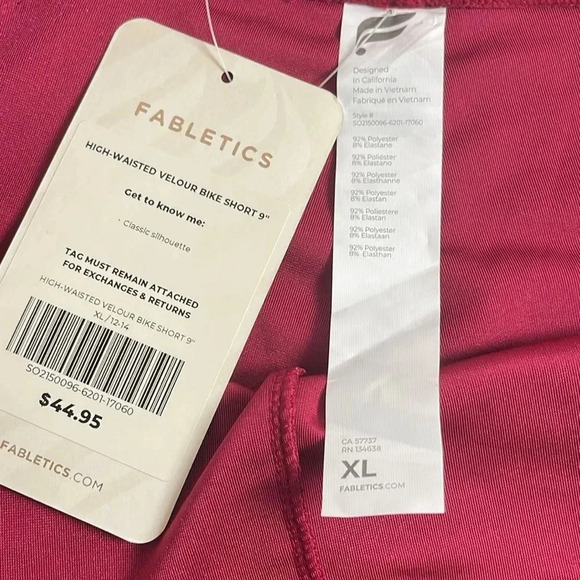 FABLETICS
HIGH-WAISTED VELOUR BIKE SHORT 9"
Get to know me:
· Classic silhouette
TAG MUST REMAIN ATTACHED
FOR EXCHANGES & RETURNS
HIGH-WAISTED VELOUR BIKE SHORT 9"
XL / 12-14
SO2150096-6201-17060
$44.95
FABLETICS.COM
Designed
in California
Made in Vietnam
Fabriqué en Vietnam
Style #
SO2150096-6201-17060
92% Polyester
8% Elastane
92% Poliéster
8% Elastano
92% Polyester
8% Elasthanne
92% Polyester
8% Elastan
92% Poliestere
8% Elastan
92% Polyester
8% Elastaan
92% Polyester
8% Elasthan
CA 57737
RN 134638
XL
FABLETICS.COM